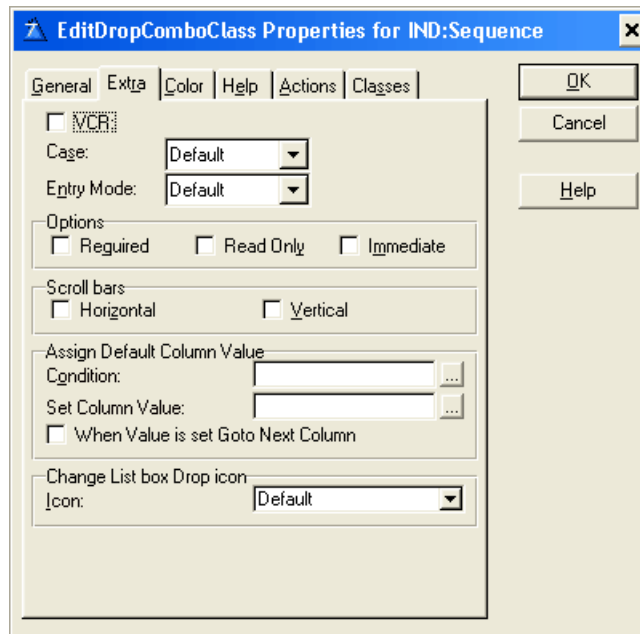 EditDropComboClass Properties for IND:Sequence
General Extra Color Help Actions Classes
OK
VCR:
Cancel
Case: Default
Entry Mode: Default
Help
Options
Required Read Only Immediate
Scroll bars
Horizontal Vertical
Assign Default Column Value
Condition: ...
Set Column Value: ...
When Value is set Goto Next Column
Change List box Drop icon
Icon: Default